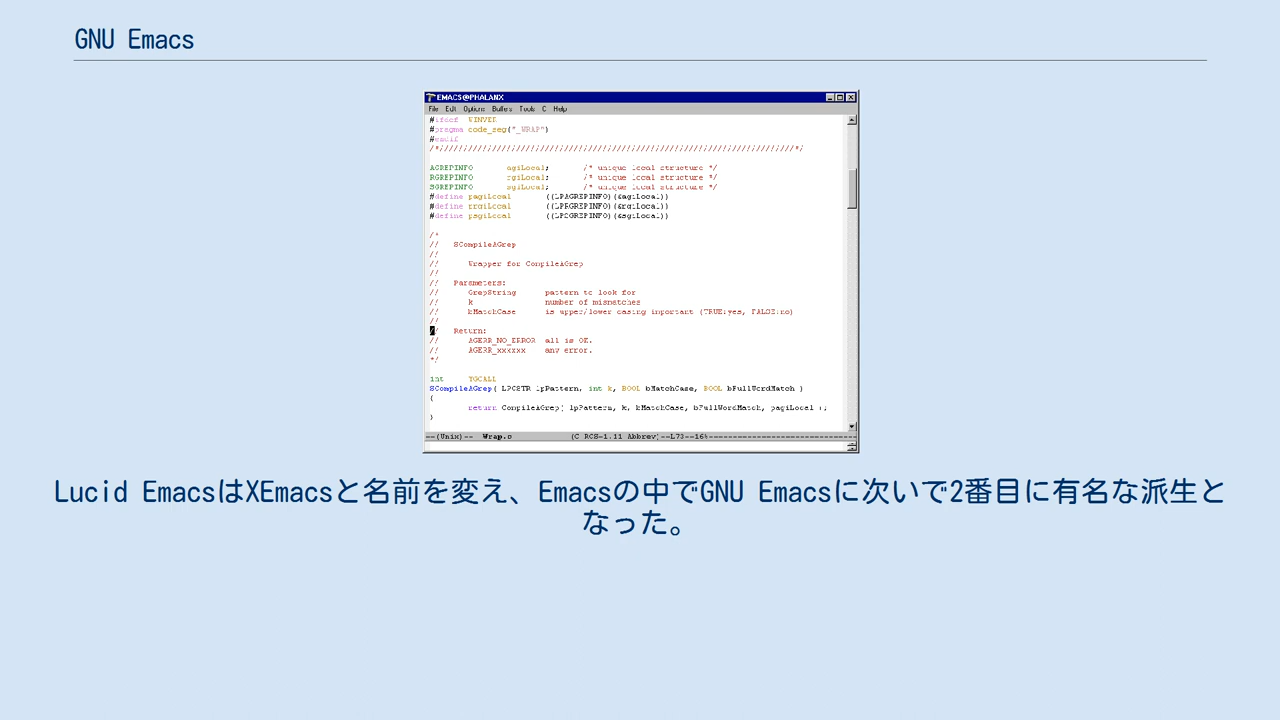 GNU Emacs
EMACS@PHALANX
File Edit Options Buffers Tools C Help
#ifdef WINVER
#pragma code_seg("_WRAP")
#endif
/*//////////////////////////////////////////////////////////////////////////*/
AGREPINFO agiLocal; /* unique local structure */
RGREPINFO rgiLocal; /* unique local structure */
SGREPINFO sgiLocal; /* unique local structure */
#define pagiLocal ((LPAGREPINFO)(&agiLocal))
#define prgiLocal ((LPRGREPINFO)(&rgiLocal))
#define psgiLocal ((LPSGREPINFO)(&sgiLocal))
/*
// SCompileAGrep
//
// Wrapper for CompileAGrep
//
// Parameters:
// GrepString pattern to look for
// k number of mismatches
// bMatchCase is upper/lower casing important (TRUE:yes, FALSE:no)
//
// Return:
// AGERR_NO_ERROR all is OK.
// AGERR_xxxxxx any error.
*/
int YGCALL
SCompileAGrep( LPCSTR lpPattern, int k, BOOL bMatchCase, BOOL bFullWordMatch )
{
return CompileAGrep( lpPattern, k, bMatchCase, bFullWordMatch, pagiLocal );
}
--(Unix)-- Wrap.c (C RCS-1.11 Abbrev)--L73--16%--------------------------------
Lucid EmacsはXEmacsと名前を変え、Emacsの中でGNU Emacsに次いで2番目に有名な派生と
なった。